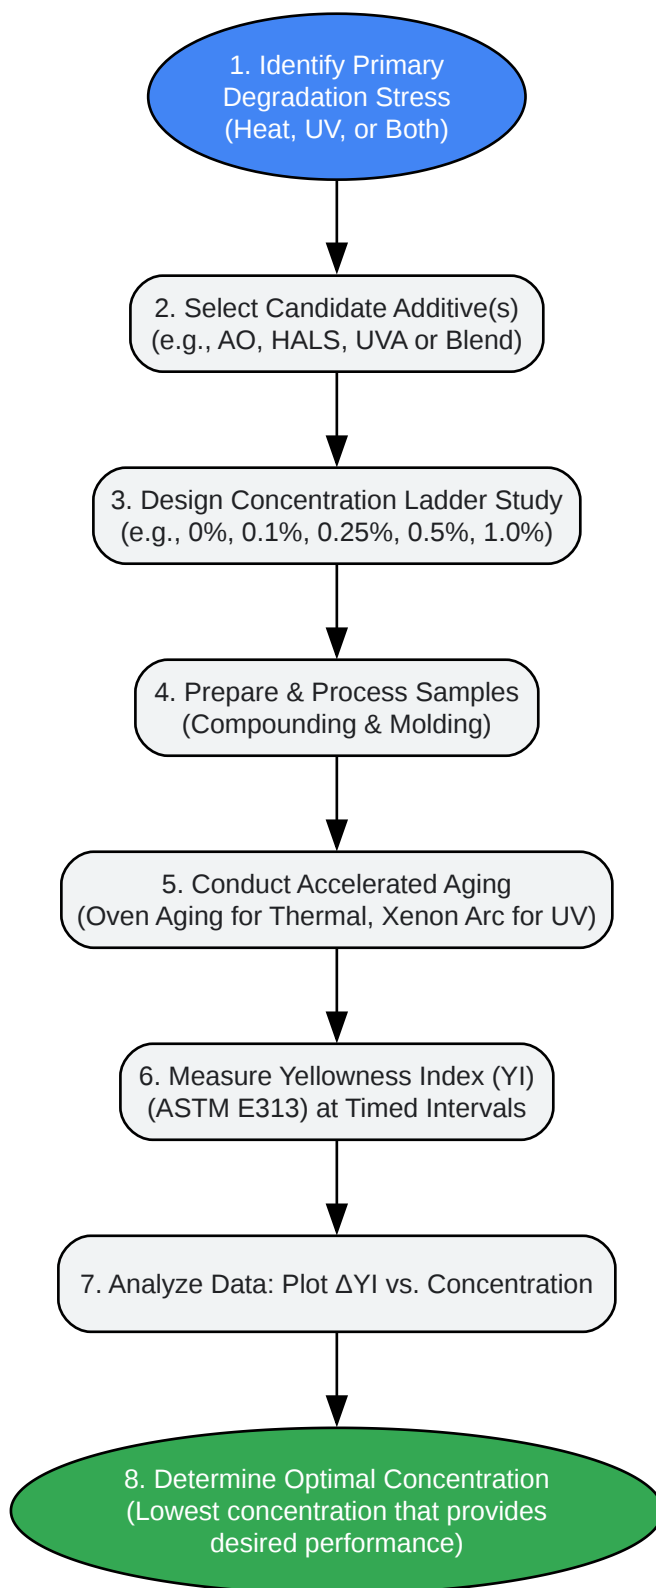 1. Identify Primary
Degradation Stress
(Heat, UV, or Both)
2. Select Candidate Additive(s)
(e.g., AO, HALS, UVA or Blend)
3. Design Concentration Ladder Study
(e.g., 0%, 0.1%, 0.25%, 0.5%, 1.0%)
4. Prepare & Process Samples
(Compounding & Molding)
5. Conduct Accelerated Aging
(Oven Aging for Thermal, Xenon Arc for UV)
6. Measure Yellowness Index (YI)
(ASTM E313) at Timed Intervals
7. Analyze Data: Plot ΔYI vs. Concentration
8. Determine Optimal Concentration
(Lowest concentration that provides
desired performance)